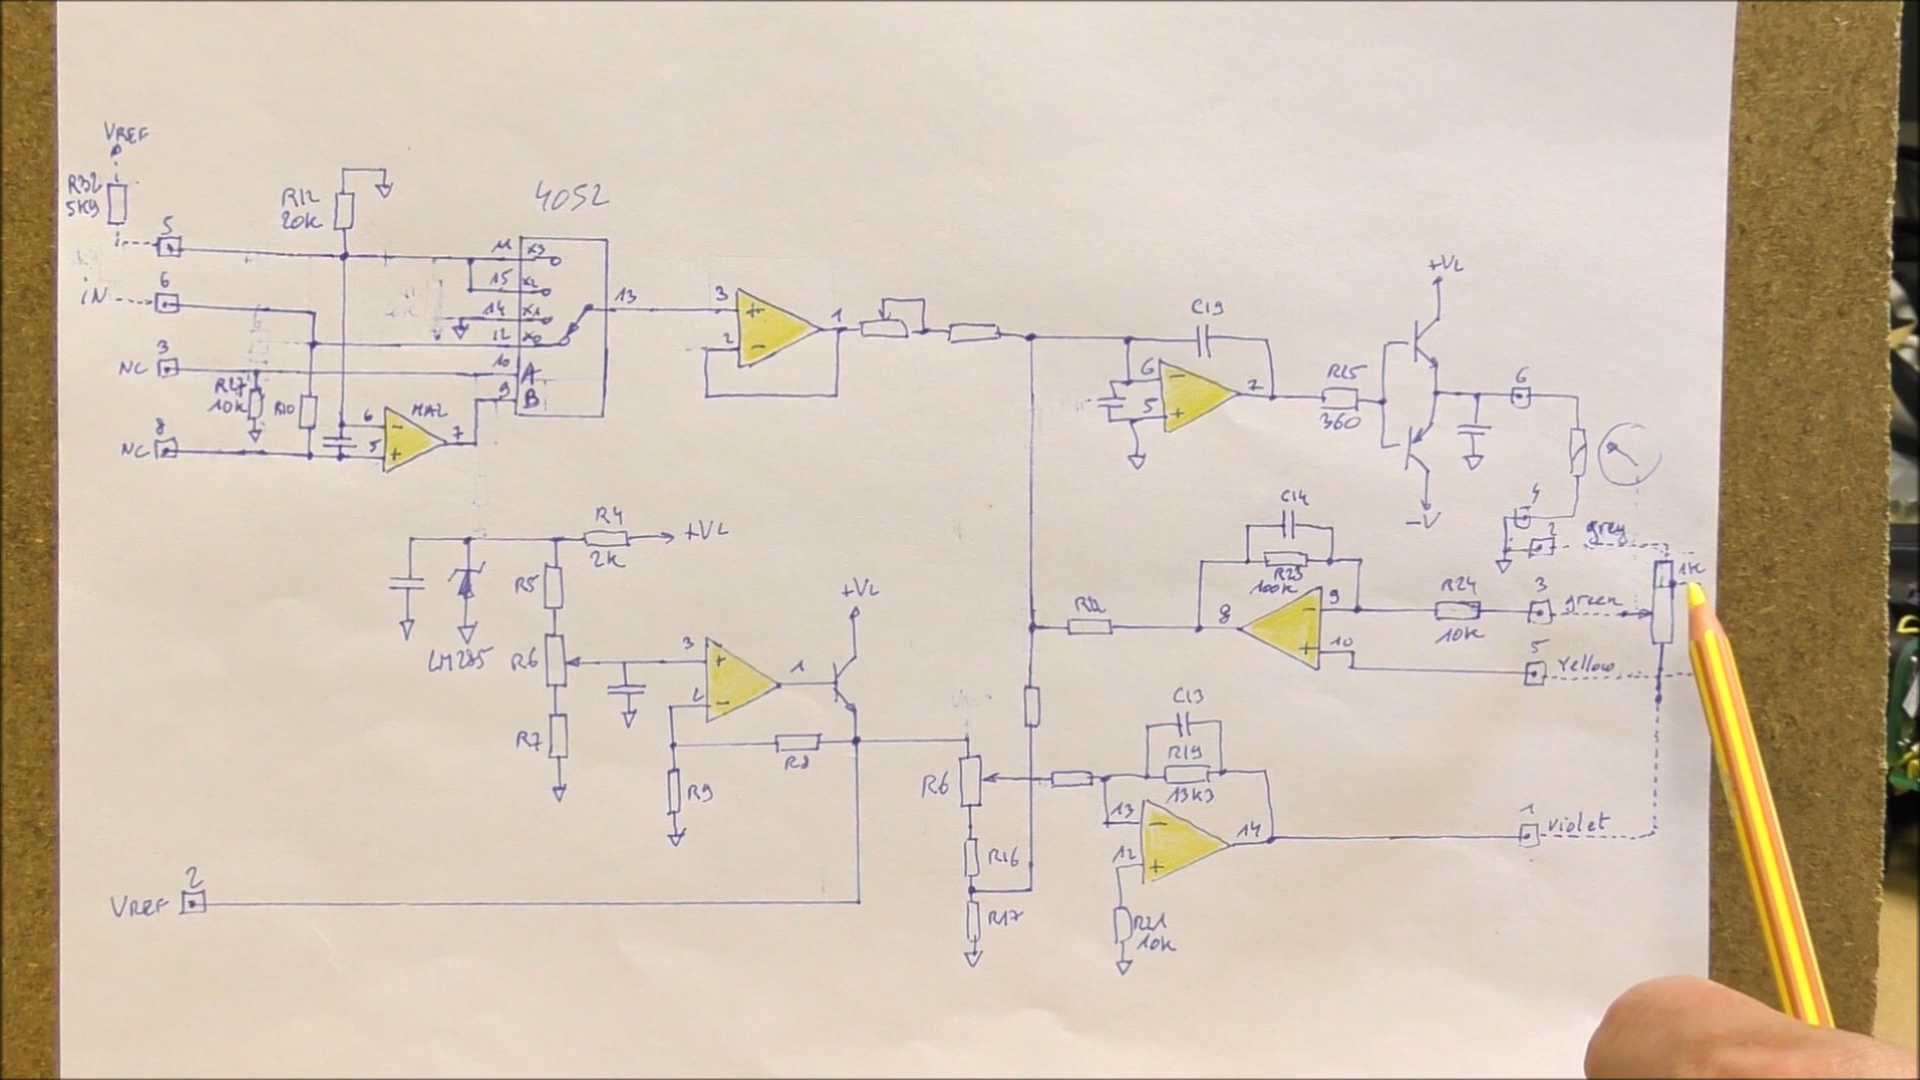 VREF
R32
5K9
5
iN
6
NC 3
R27
10K
NC 8
R12
20K
R10
4052
11 X3
15 X2
14 X1
12 X0
10 A
9 B
13
6 -
5 +
7
3 +
2 -
1
C19
6 -
5 +
7
R25
360
+VL
-V
6
4
2 grey
1K
3 green
5 Yellow
1 violet
C14
R23
100K
9 -
10 +
8
R24
10K
R4
2K
+VL
R5
LM285
R6
R7
3 +
2 -
1
+VL
R8
R9
R6
R16
R17
C13
R19
13K3
13 -
12 +
14
R21
10K
VREF 2